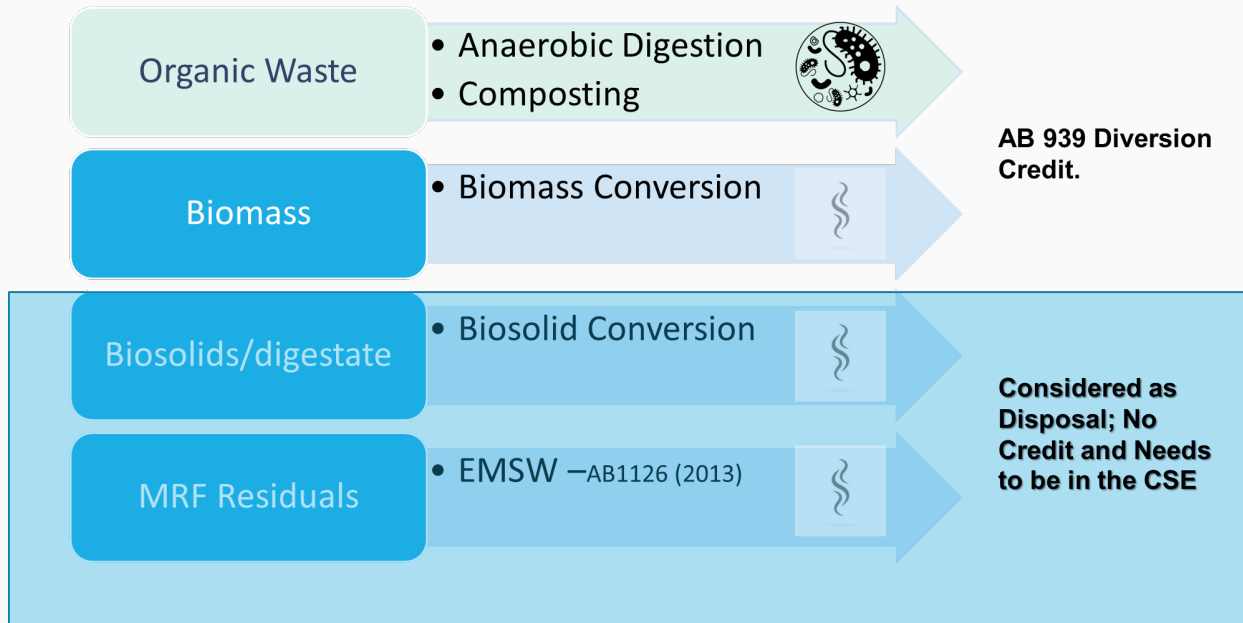 Organic Waste
• Anaerobic Digestion
• Composting
AB 939 Diversion
Credit.
Biomass
• Biomass Conversion
Biosolids/digestate
• Biosolid Conversion
Considered as
Disposal; No
Credit and Needs
to be in the CSE
MRF Residuals
• EMSW –AB1126 (2013)